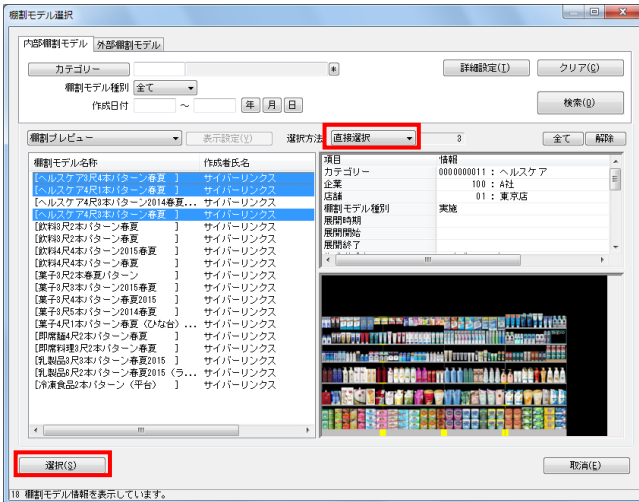 棚割モデル選択
内部棚割モデル 外部棚割モデル
カテゴリー * 詳細設定(I) クリア(C)
棚割モデル種別 全て
作成日付 ～ 年 月 日 検索(Q)
棚割プレビュー 表示設定(V) 選択方法 直接選択 3 全て 解除
棚割モデル名称 作成者氏名
[ヘルスケア3尺4本パターン春夏 ] サイバーリンクス
[ヘルスケア4尺1本パターン春夏 ] サイバーリンクス
[ヘルスケア4尺3本パターン2014春夏... サイバーリンクス
[ヘルスケア4尺3本パターン春夏 ] サイバーリンクス
[飲料3尺2本パターン春夏 ] サイバーリンクス
[飲料3尺4本パターン春夏 ] サイバーリンクス
[飲料4尺4本パターン2015春夏 ] サイバーリンクス
[飲料4尺4本パターン春夏 ] サイバーリンクス
[菓子3尺2本春夏パターン ] サイバーリンクス
[菓子3尺3本パターン2015春夏 ] サイバーリンクス
[菓子3尺4本パターン春夏2015 ] サイバーリンクス
[菓子3尺5本パターン2014春夏 ] サイバーリンクス
[菓子4尺1本パターン春夏（ひな台）... サイバーリンクス
[即席麺4尺2本パターン春夏 ] サイバーリンクス
[即席料理3尺2本パターン春夏 ] サイバーリンクス
[乳製品3尺3本パターン春夏2015 ] サイバーリンクス
[乳製品6尺2本パターン春夏2015（ラ... サイバーリンクス
[冷凍食品2本パターン（平台） ] サイバーリンクス
項目 情報
カテゴリー 0000000011 : ヘルスケア
企業 100 : A社
店舗 01 : 東京店
棚割モデル種別 実施
展開時期
展開開始
展開終了
選択(S) 取消(E)
18 棚割モデル情報を表示しています。